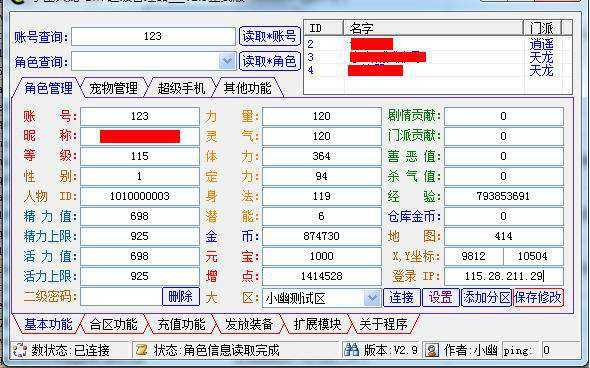 账号查询: 123 读取*账号
角色查询: 读取*角色
ID 名字 门派
2 逍遥
3 天龙
4 天龙
角色管理 宠物管理 超级手机 其他功能
账 号: 123 力 量: 120 剧情贡献: 0
昵 称: 灵 气: 120 门派贡献: 0
等 级: 115 体 力: 364 善 恶 值: 0
性 别: 1 定 力: 94 杀 气 值: 0
人物 ID: 1010000003 身 法: 119 经 验: 793853691
精 力 值: 698 潜 能: 6 仓库金币: 0
精力上限: 925 金 币: 874730 地 图: 414
活 力 值: 698 元 宝: 1000 X,Y坐标: 9812 10504
活力上限: 925 增 点: 1414528 登录 IP: 115.28.211.29
二级密码: 删除 大 区: 小幽测试区 连接 设置 添加分区 保存修改
基本功能 合区功能 充值功能 发放装备 扩展模块 关于程序
数状态:已连接 状态:角色信息读取完成 版本:V2.9 作者:小幽 ping: 0